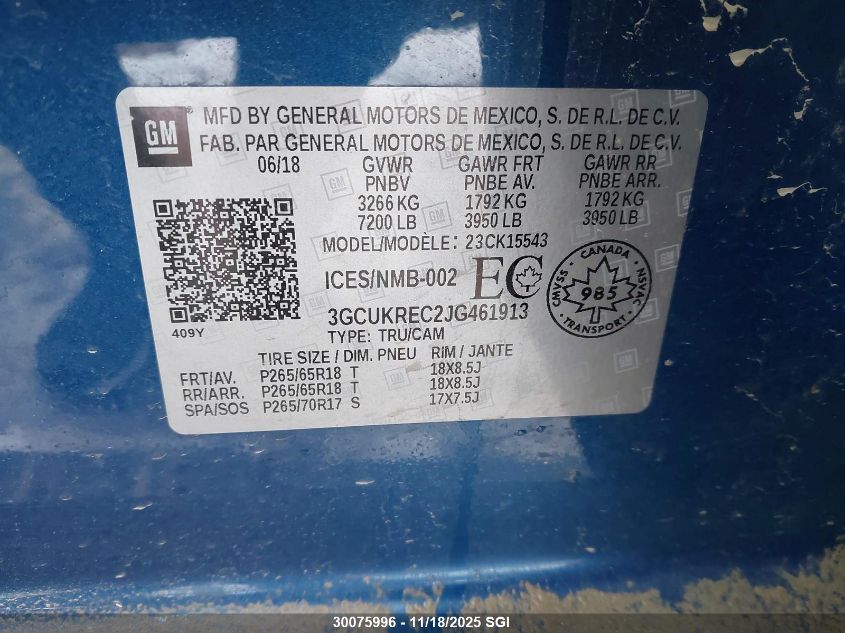 GM
MFD BY GENERAL MOTORS DE MEXICO, S. DE R.L. DE C.V.
FAB. PAR GENERAL MOTORS DE MEXICO, S. DE R.L. DE C.V.
06/18 GVWR GAWR FRT GAWR RR
PNBV PNBE AV. PNBE ARR.
3266 KG 1792 KG 1792 KG
7200 LB 3950 LB 3950 LB
MODEL/MODÈLE: 23CK15543
ICES/NMB-002 EC
CANADA
CMVSS 985 NSVAC
TRANSPORT
3GCUKREC2JG461913
409Y
TYPE: TRU/CAM
TIRE SIZE / DIM. PNEU RIM / JANTE
FRT/AV. P265/65R18 T 18X8.5J
RR/ARR. P265/65R18 T 18X8.5J
SPA/SOS P265/70R17 S 17X7.5J
30075996 - 11/18/2025 SGI